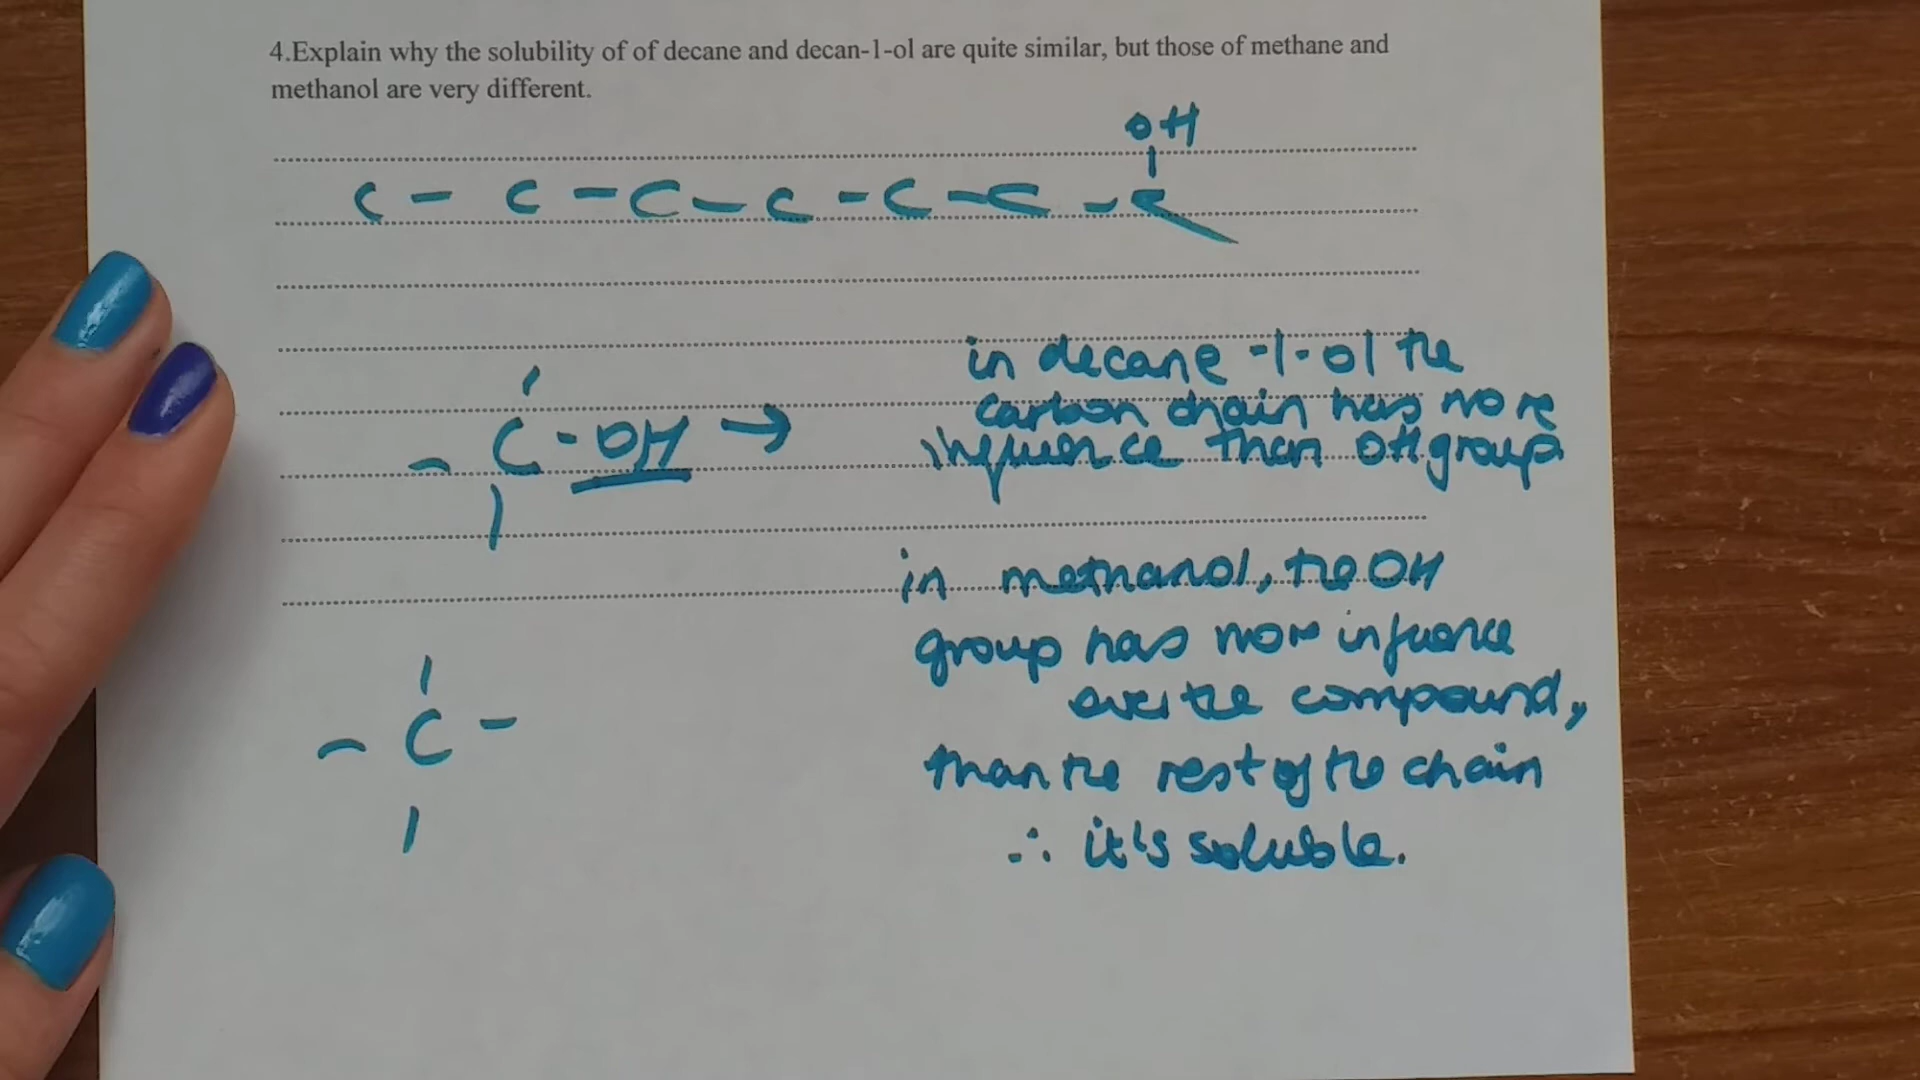 4.Explain why the solubility of of decane and decan-1-ol are quite similar, but those of methane and
methanol are very different.
OH
C - C - C - C - C - C - C
C - OH →
in decane -1-ol the
carbon chain has more
influence than OH group
in methanol, the OH
group has more infuence
over the compound,
than the rest of the chain
∴ it's soluble.
- C -